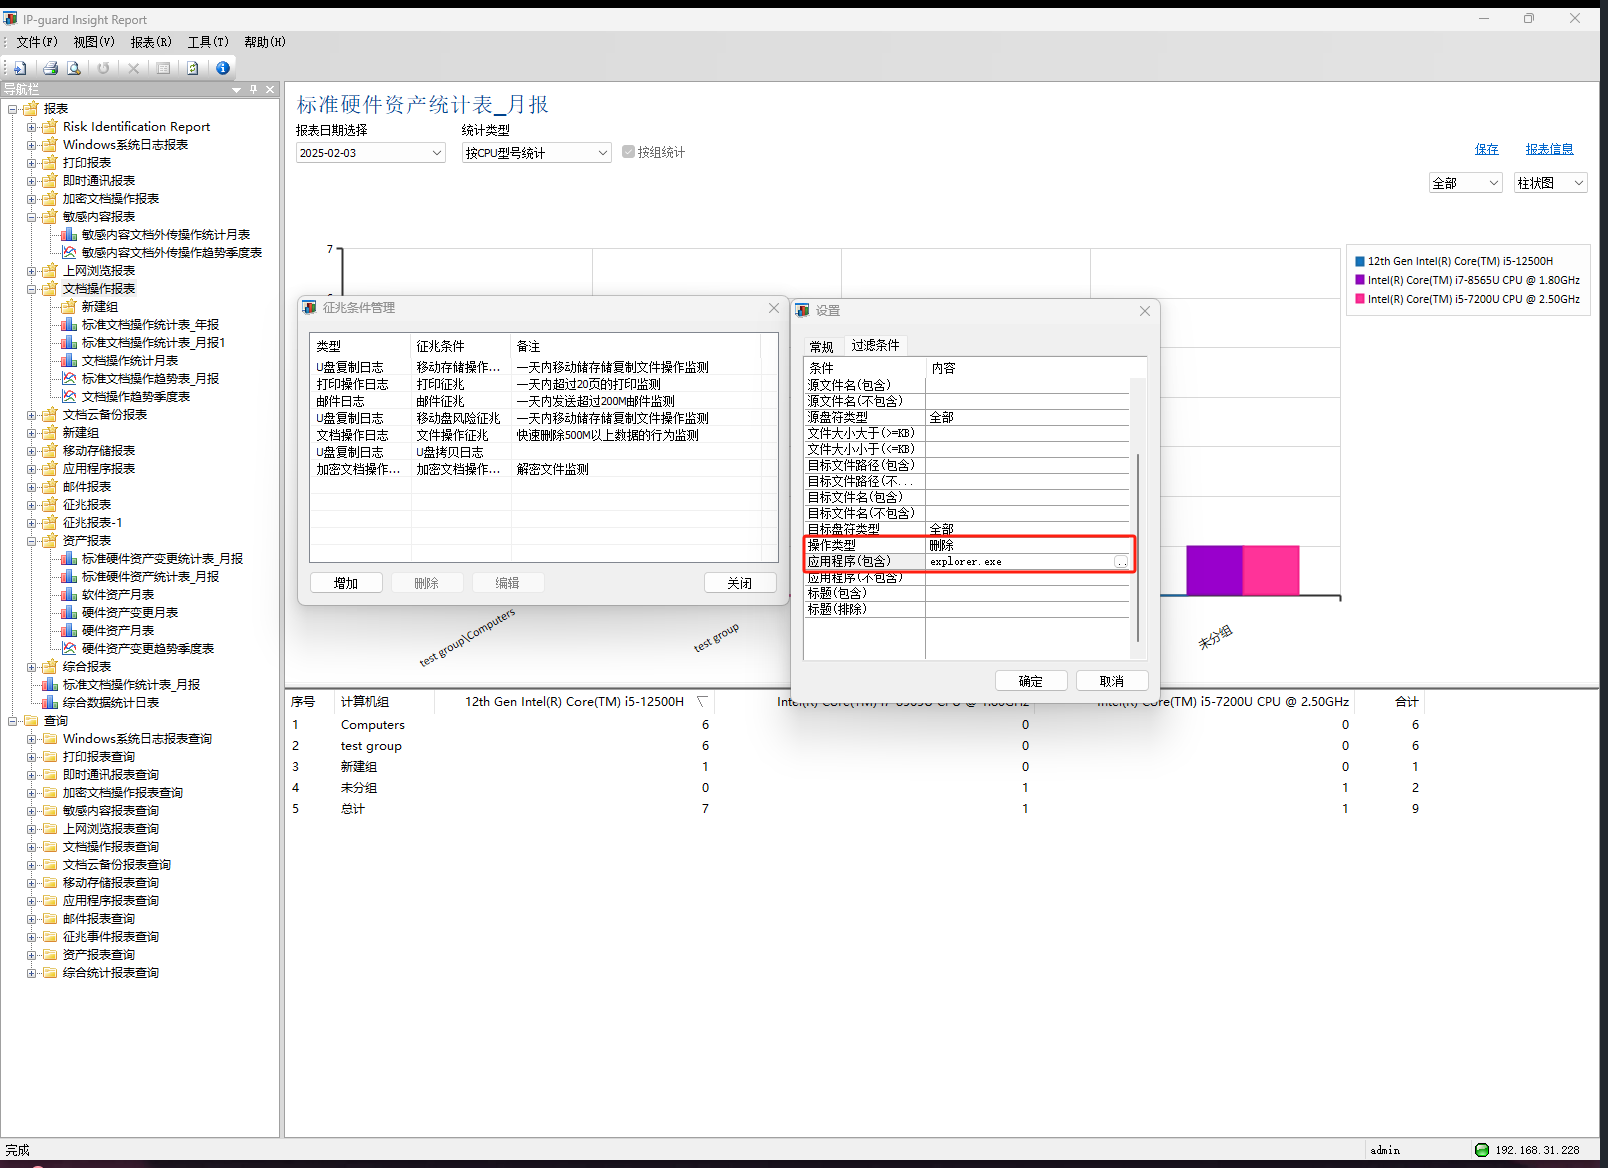 IP-guard Insight Report
文件(F) 视图(V) 报表(R) 工具(T) 帮助(H)
导航栏
报表
Risk Identification Report
Windows系统日志报表
打印报表
即时通讯报表
加密文档操作报表
敏感内容报表
敏感内容文档外传操作统计月表
敏感内容文档外传操作趋势季度表
上网浏览报表
文档操作报表
新建组
标准文档操作统计表_年报
标准文档操作统计表_月报1
文档操作统计月表
标准文档操作趋势表_月报
文档操作趋势季度表
文档云备份报表
新建组
移动存储报表
应用程序报表
邮件报表
征兆报表
征兆报表-1
资产报表
标准硬件资产变更统计表_月报
标准硬件资产统计表_月报
软件资产月表
硬件资产变更月表
硬件资产月表
硬件资产变更趋势季度表
综合报表
标准文档操作统计表_月报
综合数据统计日表
查询
Windows系统日志报表查询
打印报表查询
即时通讯报表查询
加密文档操作报表查询
敏感内容报表查询
上网浏览报表查询
文档操作报表查询
文档云备份报表查询
移动存储报表查询
应用程序报表查询
邮件报表查询
征兆事件报表查询
资产报表查询
综合统计报表查询
标准硬件资产统计表_月报
报表日期选择 统计类型
2025-02-03 按CPU型号统计 按组统计
保存 报表信息
全部 柱状图
7
12th Gen Intel(R) Core(TM) i5-12500H
Intel(R) Core(TM) i7-8565U CPU @ 1.80GHz
Intel(R) Core(TM) i5-7200U CPU @ 2.50GHz
征兆条件管理
类型 征兆条件 备注
U盘复制日志 移动存储操作... 一天内移动储存储复制文件操作监测
打印操作日志 打印征兆 一天内超过20页的打印监测
邮件日志 邮件征兆 一天内发送超过200M邮件监测
U盘复制日志 移动盘风险征兆 一天内移动储存储复制文件操作监测
文档操作日志 文件操作征兆 快速删除500M以上数据的行为监测
U盘复制日志 U盘拷贝日志
加密文档操作... 加密文档操作... 解密文件监测
增加 删除 编辑 关闭
设置
常规 过滤条件
条件 内容
源文件名(包含)
源文件名(不包含)
源盘符类型 全部
文件大小大于(>=KB)
文件大小小于(<=KB)
目标文件路径(包含)
目标文件路径(不...
目标文件名(包含)
目标文件名(不包含)
目标盘符类型 全部
操作类型 删除
应用程序(包含) explorer.exe ...
应用程序(不包含)
标题(包含)
标题(排除)
确定 取消
test group\Computers
test group
未分组
序号 计算机组 12th Gen Intel(R) Core(TM) i5-12500H Intel(R) Core(TM) i7-8565U CPU @ 1.80GHz Intel(R) Core(TM) i5-7200U CPU @ 2.50GHz 合计
1 Computers 6 0 0 6
2 test group 6 0 0 6
3 新建组 1 0 0 1
4 未分组 0 1 1 2
5 总计 7 1 1 9
完成 admin 192.168.31.228